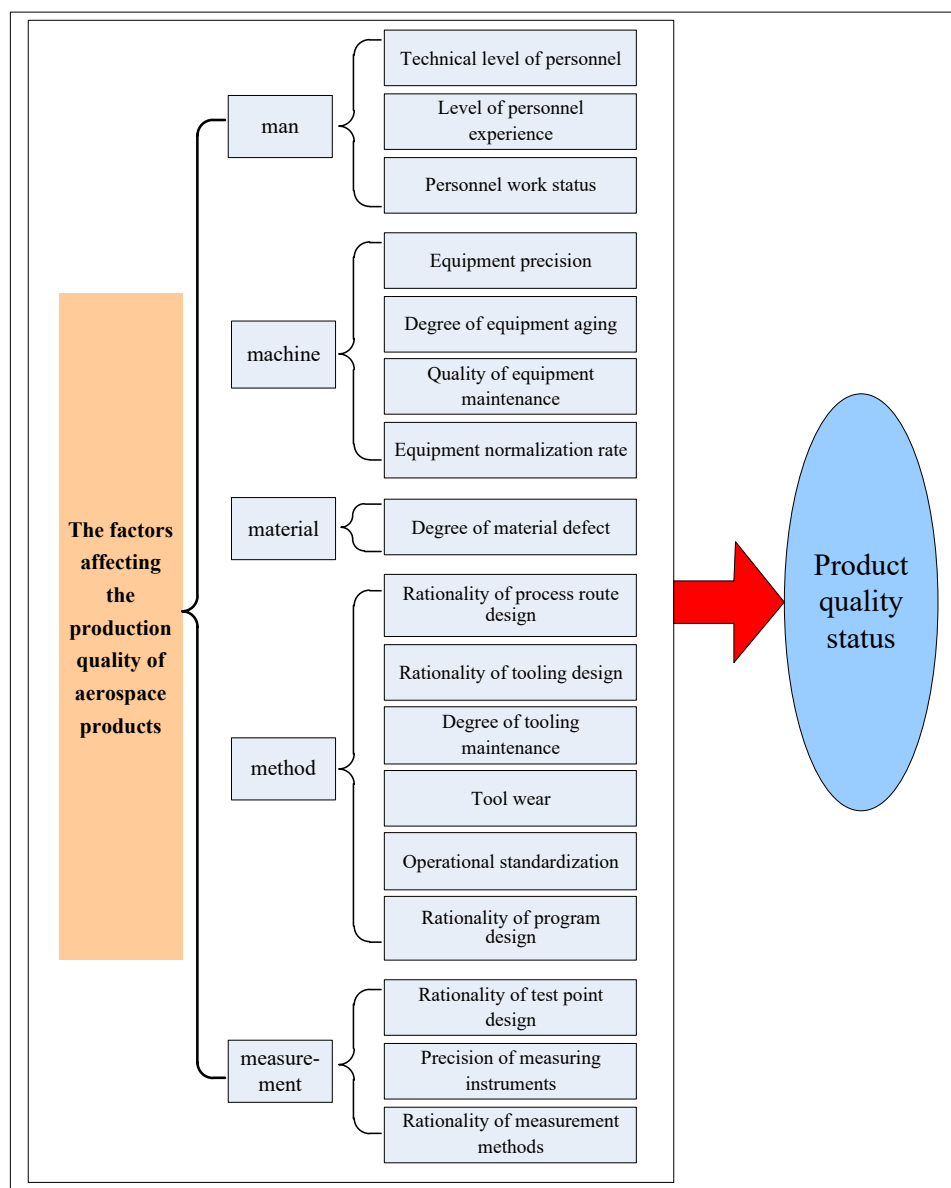 The factors
affecting
the
production
quality of
aerospace
products
man
Technical level of personnel
Level of personnel
experience
Personnel work status
machine
Equipment precision
Degree of equipment aging
Quality of equipment
maintenance
Equipment normalization rate
material
Degree of material defect
method
Rationality of process route
design
Rationality of tooling design
Degree of tooling
maintenance
Tool wear
Operational standardization
Rationality of program
design
measure-
ment
Rationality of test point
design
Precision of measuring
instruments
Rationality of measurement
methods
Product
quality
status